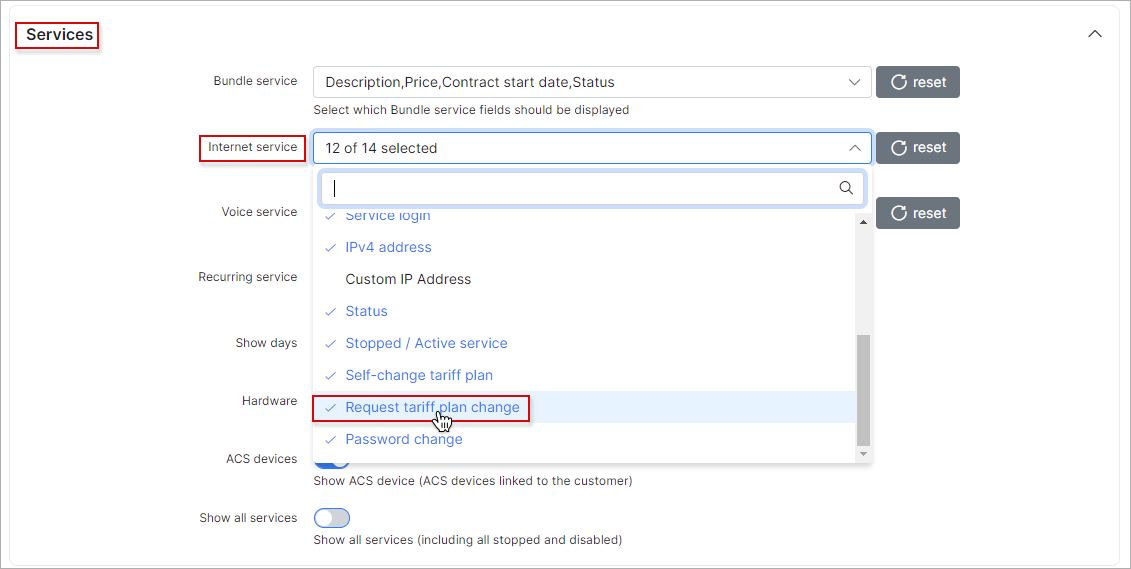 Services
Bundle service
Description,Price,Contract start date,Status
reset
Select which Bundle service fields should be displayed
Internet service
12 of 14 selected
reset
Voice service
reset
Service login
IPv4 address
Recurring service
Custom IP Address
Status
Show days
Stopped / Active service
Self-change tariff plan
Hardware
Request tariff plan change
Password change
ACS devices
Show ACS device (ACS devices linked to the customer)
Show all services
Show all services (including all stopped and disabled)